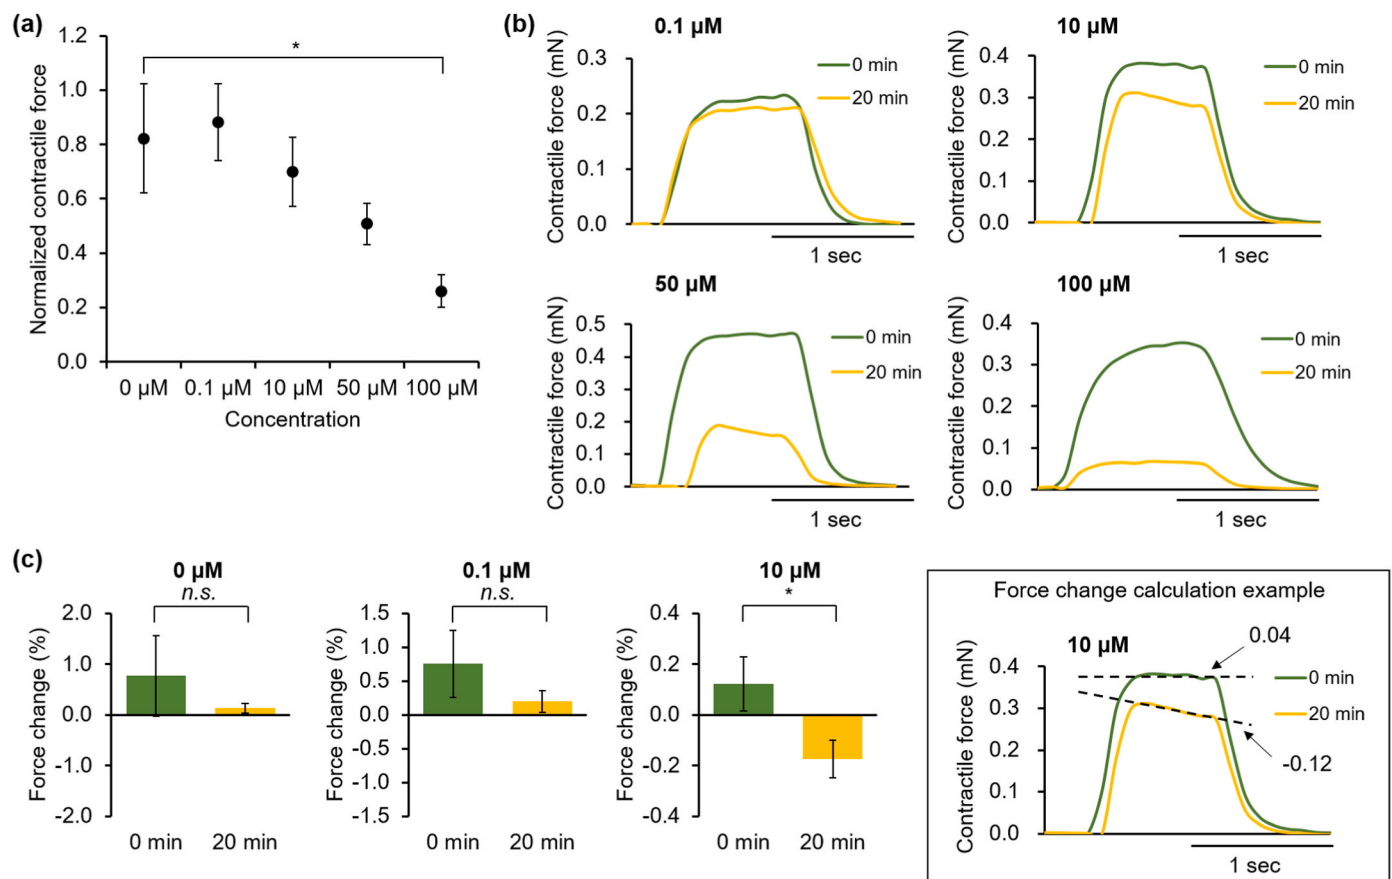 (a)
1.2
1.0
0.8
0.6
0.4
0.2
0.0
Normalized contractile force
*
0 µM 0.1 µM 10 µM 50 µM 100 µM
Concentration
(b)
0.1 µM
Contractile force (mN)
0.3
0.2
0.1
0.0
0 min
20 min
1 sec
10 µM
Contractile force (mN)
0.4
0.3
0.2
0.1
0.0
0 min
20 min
1 sec
50 µM
Contractile force (mN)
0.5
0.4
0.3
0.2
0.1
0.0
0 min
20 min
1 sec
100 µM
Contractile force (mN)
0.4
0.3
0.2
0.1
0.0
0 min
20 min
1 sec
(c)
0 µM
n.s.
Force change (%)
2.0
1.0
0.0
-1.0
-2.0
0 min 20 min
0.1 µM
n.s.
Force change (%)
1.5
1.0
0.5
0.0
-0.5
-1.0
-1.5
0 min 20 min
10 µM
*
Force change (%)
0.4
0.2
0.0
-0.2
-0.4
0 min 20 min
Force change calculation example
10 µM
0.04
Contractile force (mN)
0.4
0.3
0.2
0.1
0.0
0 min
20 min
-0.12
1 sec